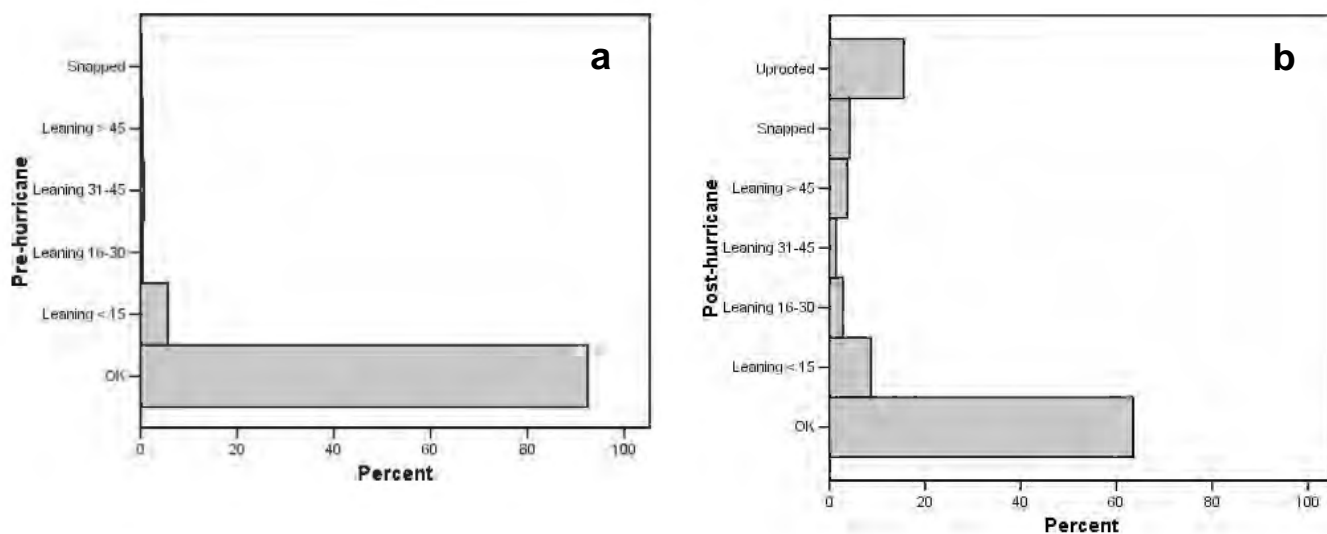 a
Pre-hurricane
Snapped
Leaning > 45
Leaning 31-45
Leaning 16-30
Leaning < 15
OK
0 20 40 60 80 100
Percent
b
Post-hurricane
Uprooted
Snapped
Leaning > 45
Leaning 31-45
Leaning 16-30
Leaning < 15
OK
0 20 40 60 80 100
Percent